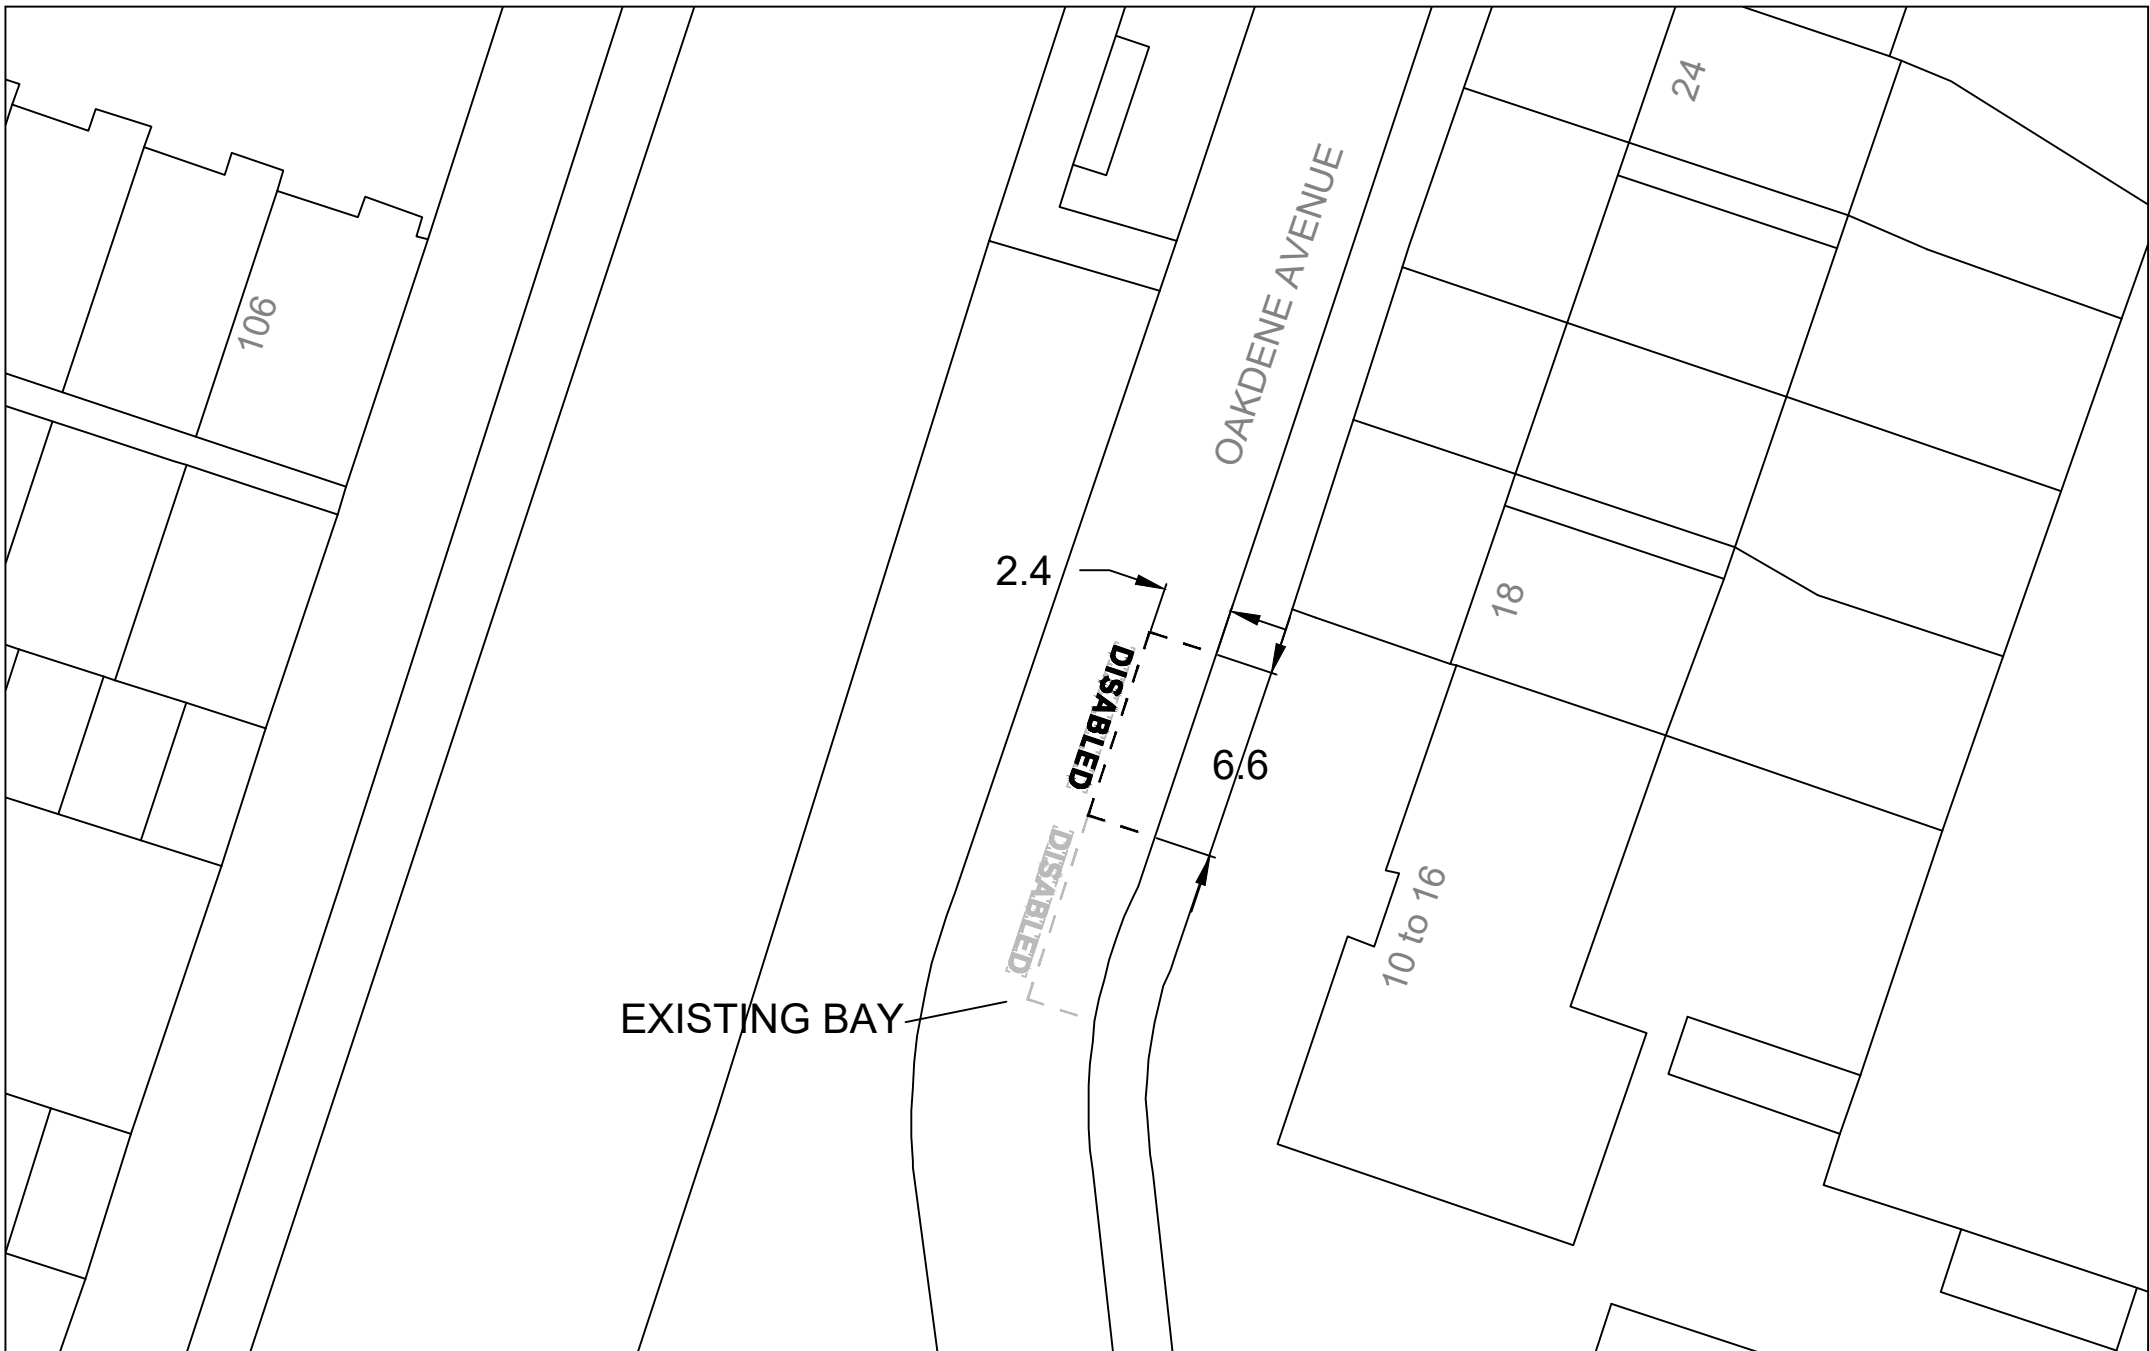 24
106
OAKDENE AVENUE
2.4
18
DISABLED
6.6
DISABLED
10 to 16
EXISTING BAY